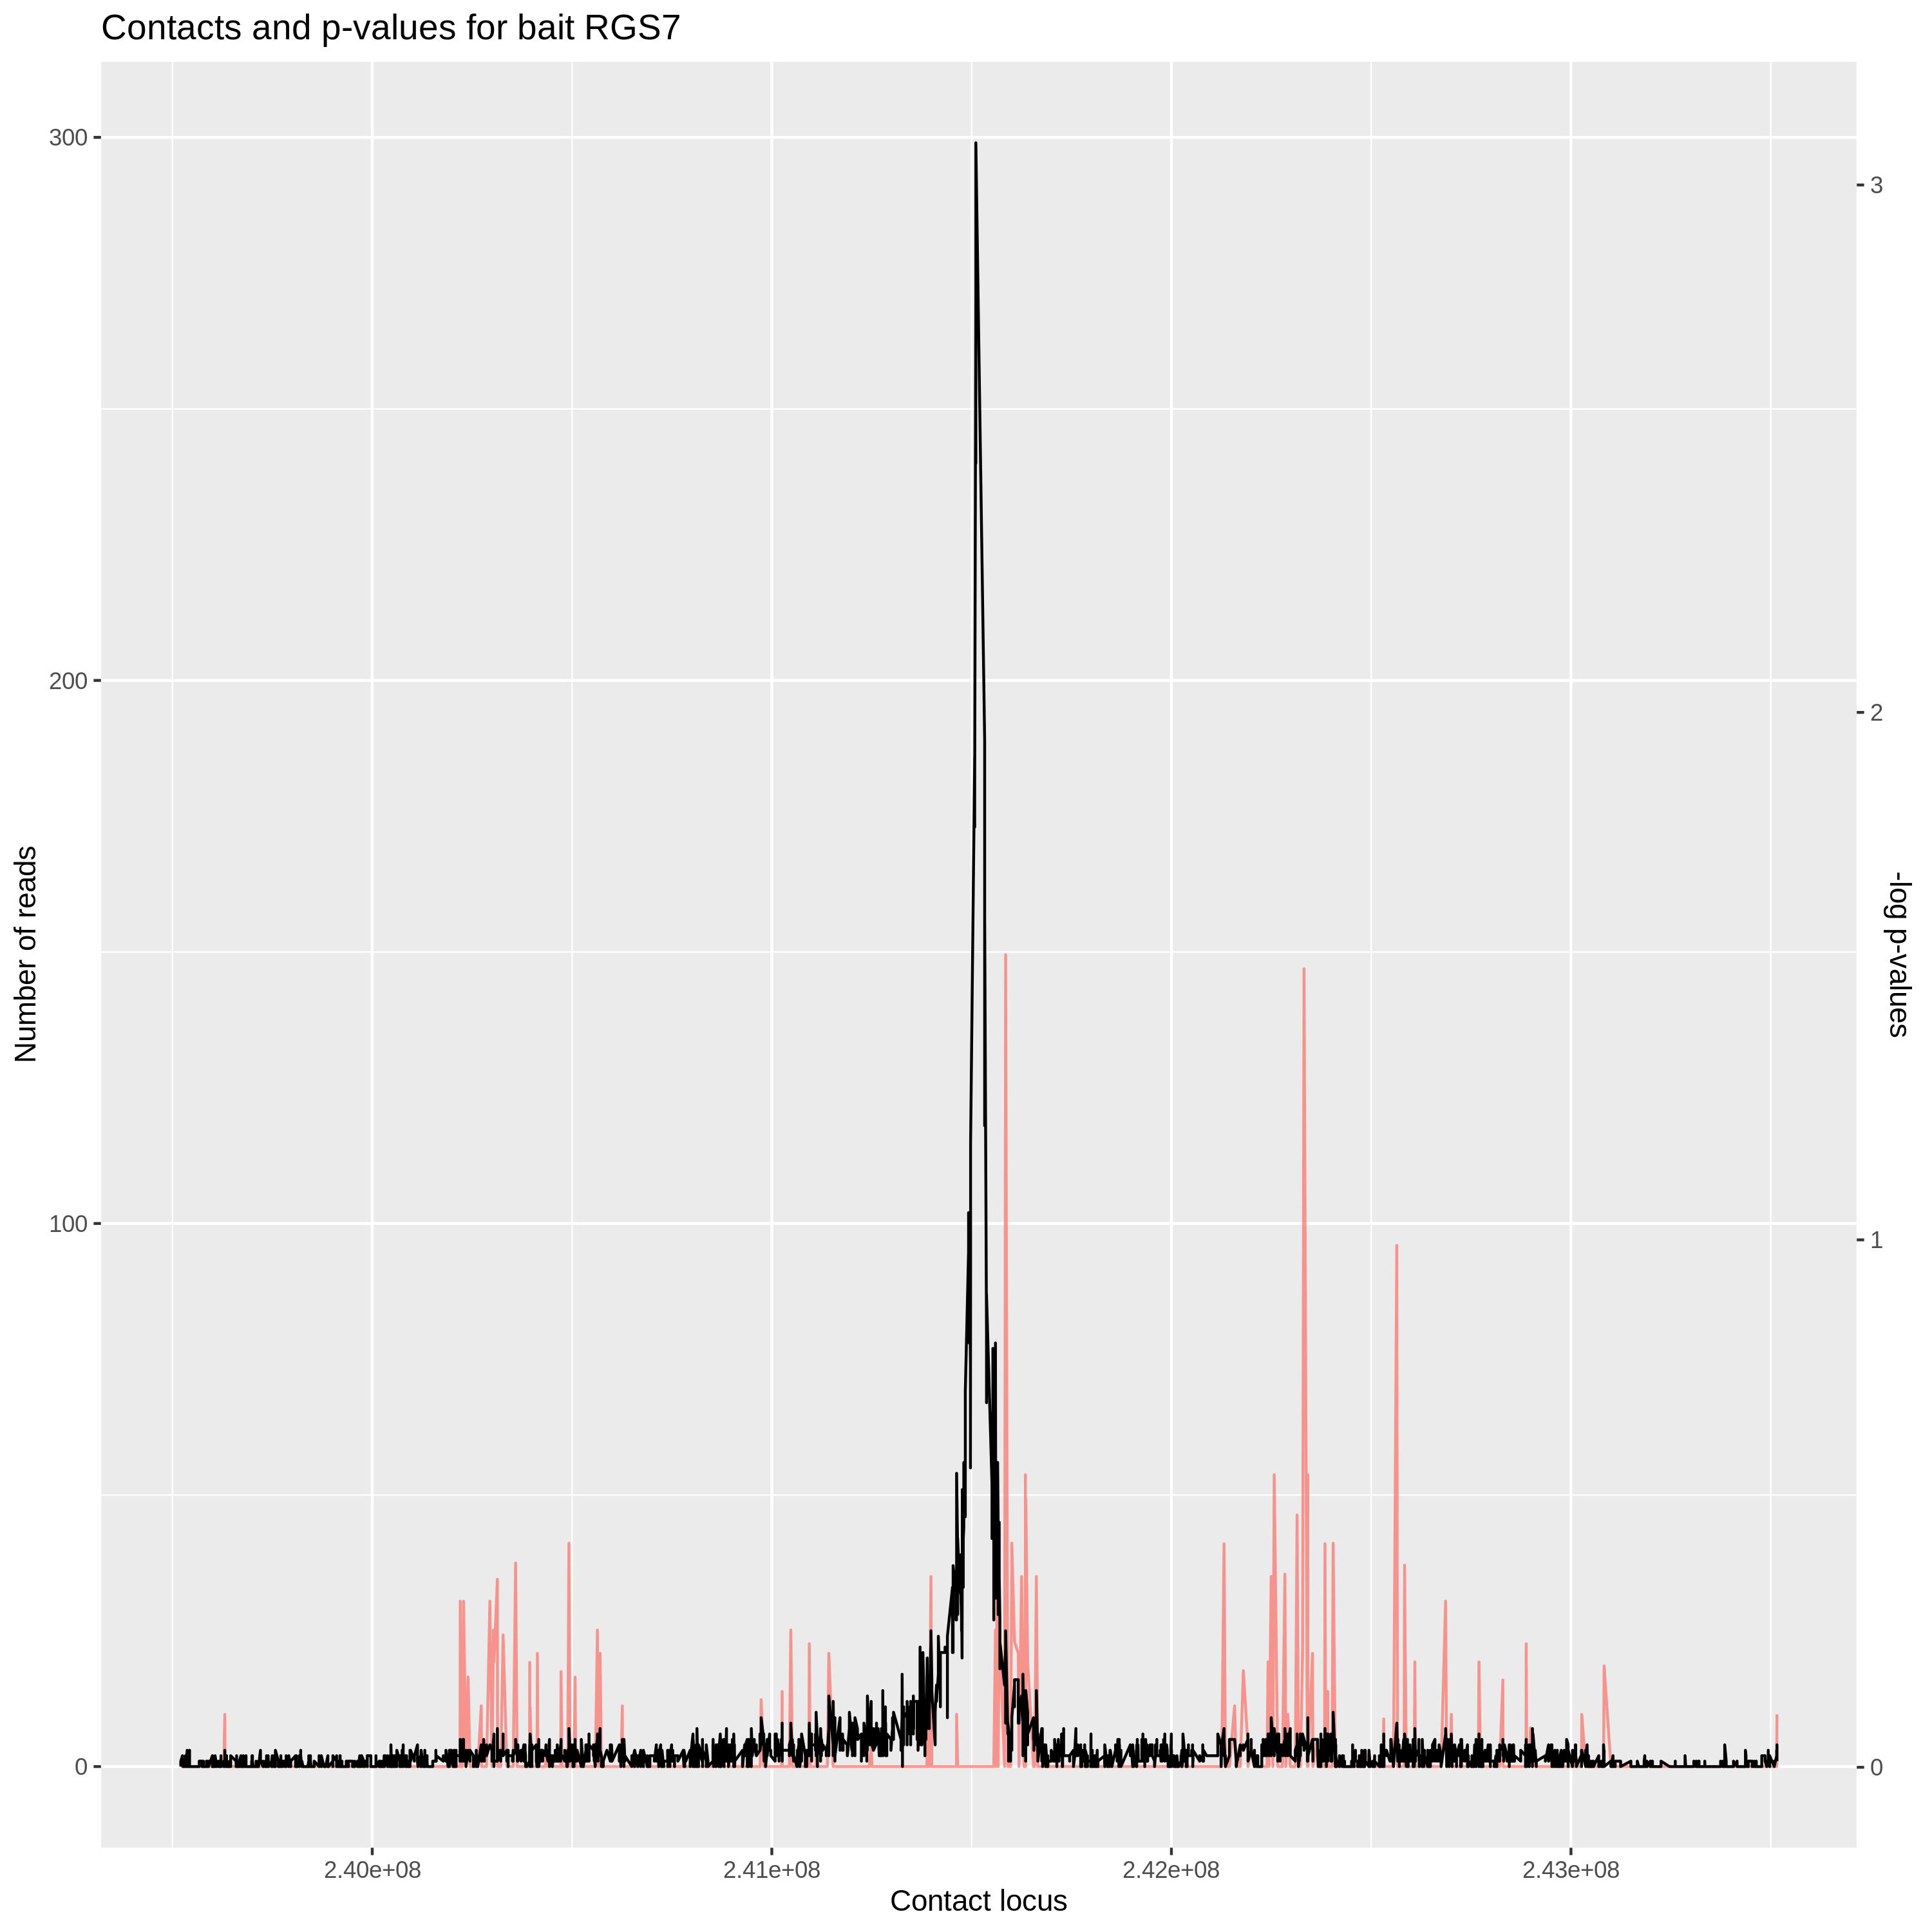 Contacts and p-values for bait RGS7
300
200
100
0
Number of reads
3
2
1
0
-log p-values
2.40e+08 2.41e+08 2.42e+08 2.43e+08
Contact locus